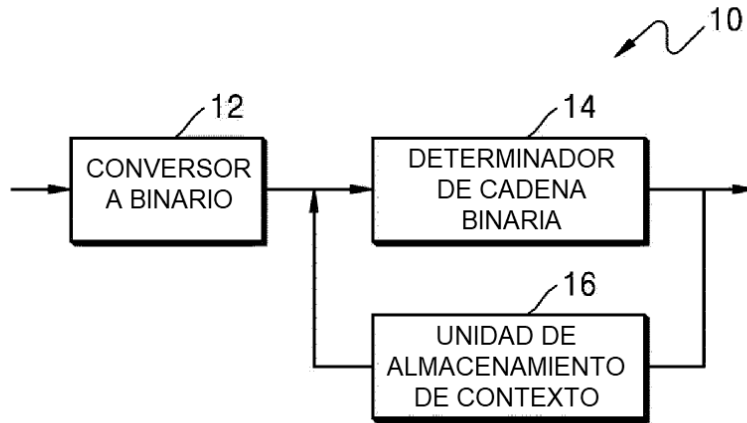 10
12
14
CONVERSOR
A BINARIO
DETERMINADOR
DE CADENA
BINARIA
16
UNIDAD DE
ALMACENAMIENTO
DE CONTEXTO